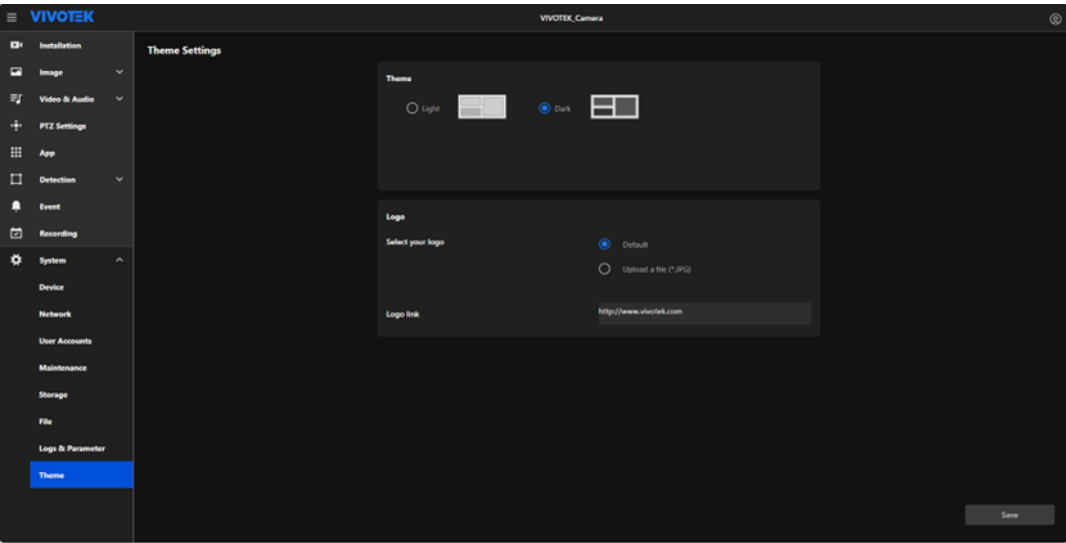 VIVOTEK
VIVOTEK_Camera
Installation
Image
Video & Audio
PTZ Settings
App
Detection
Event
Recording
System
Device
Network
User Accounts
Maintenance
Storage
File
Logs & Parameter
Theme
Theme Settings
Theme
Light
Dark
Logo
Select your logo
Default
Upload a file (*.JPG)
Logo link
http://www.vivotek.com
Save